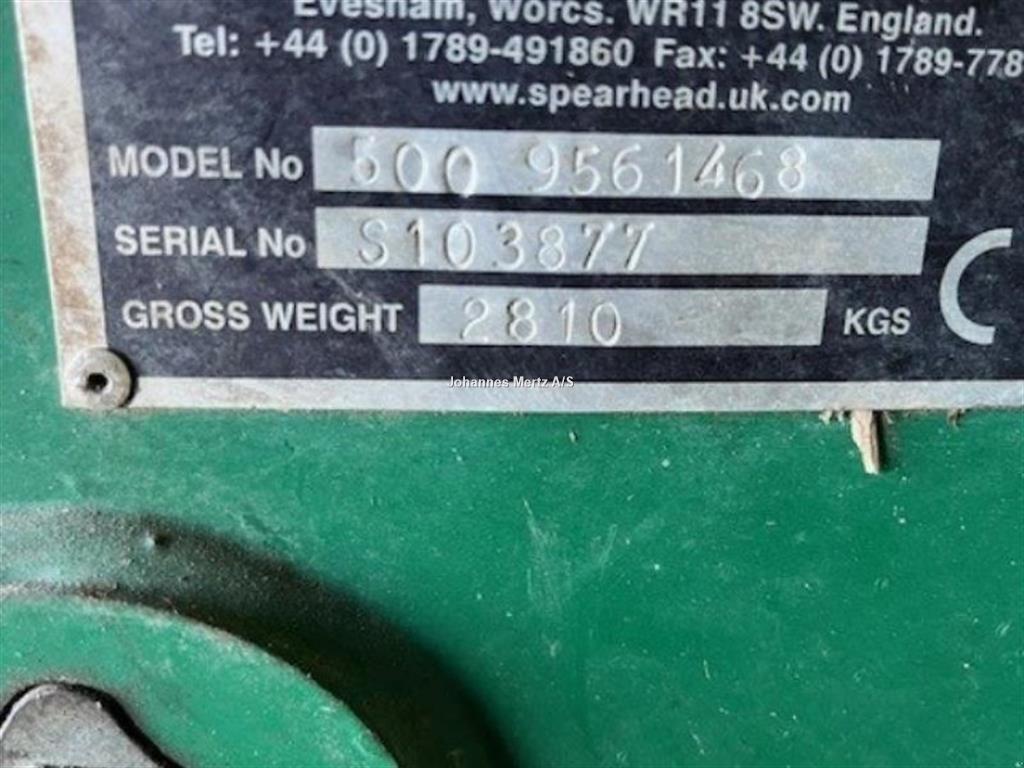 Evesham, Worcs. WR11 8SW. England.
Tel: +44 (0) 1789-491860 Fax: +44 (0) 1789-778
www.spearhead.uk.com
MODEL No 500 9561468
SERIAL No S103877
GROSS WEIGHT 2810 KGS
Johannes Mertz A/S